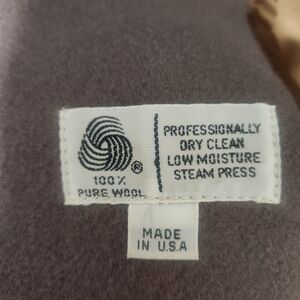 ®
100%
PURE WOOL
PROFESSIONALLY
DRY CLEAN
LOW MOISTURE
STEAM PRESS
MADE
IN U.S.A